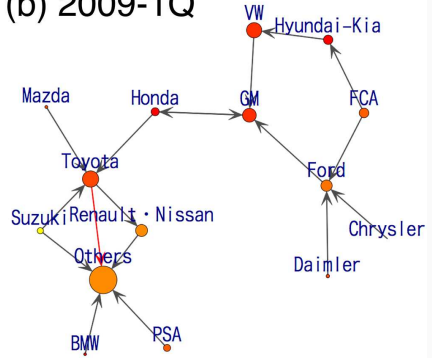 (b) 2009-1Q
VW
Hyundai-Kia
Mazda
Honda
GM
FCA
Toyota
Ford
Suzuki
Renault・Nissan
Chrysler
Others
Daimler
BMW
PSA